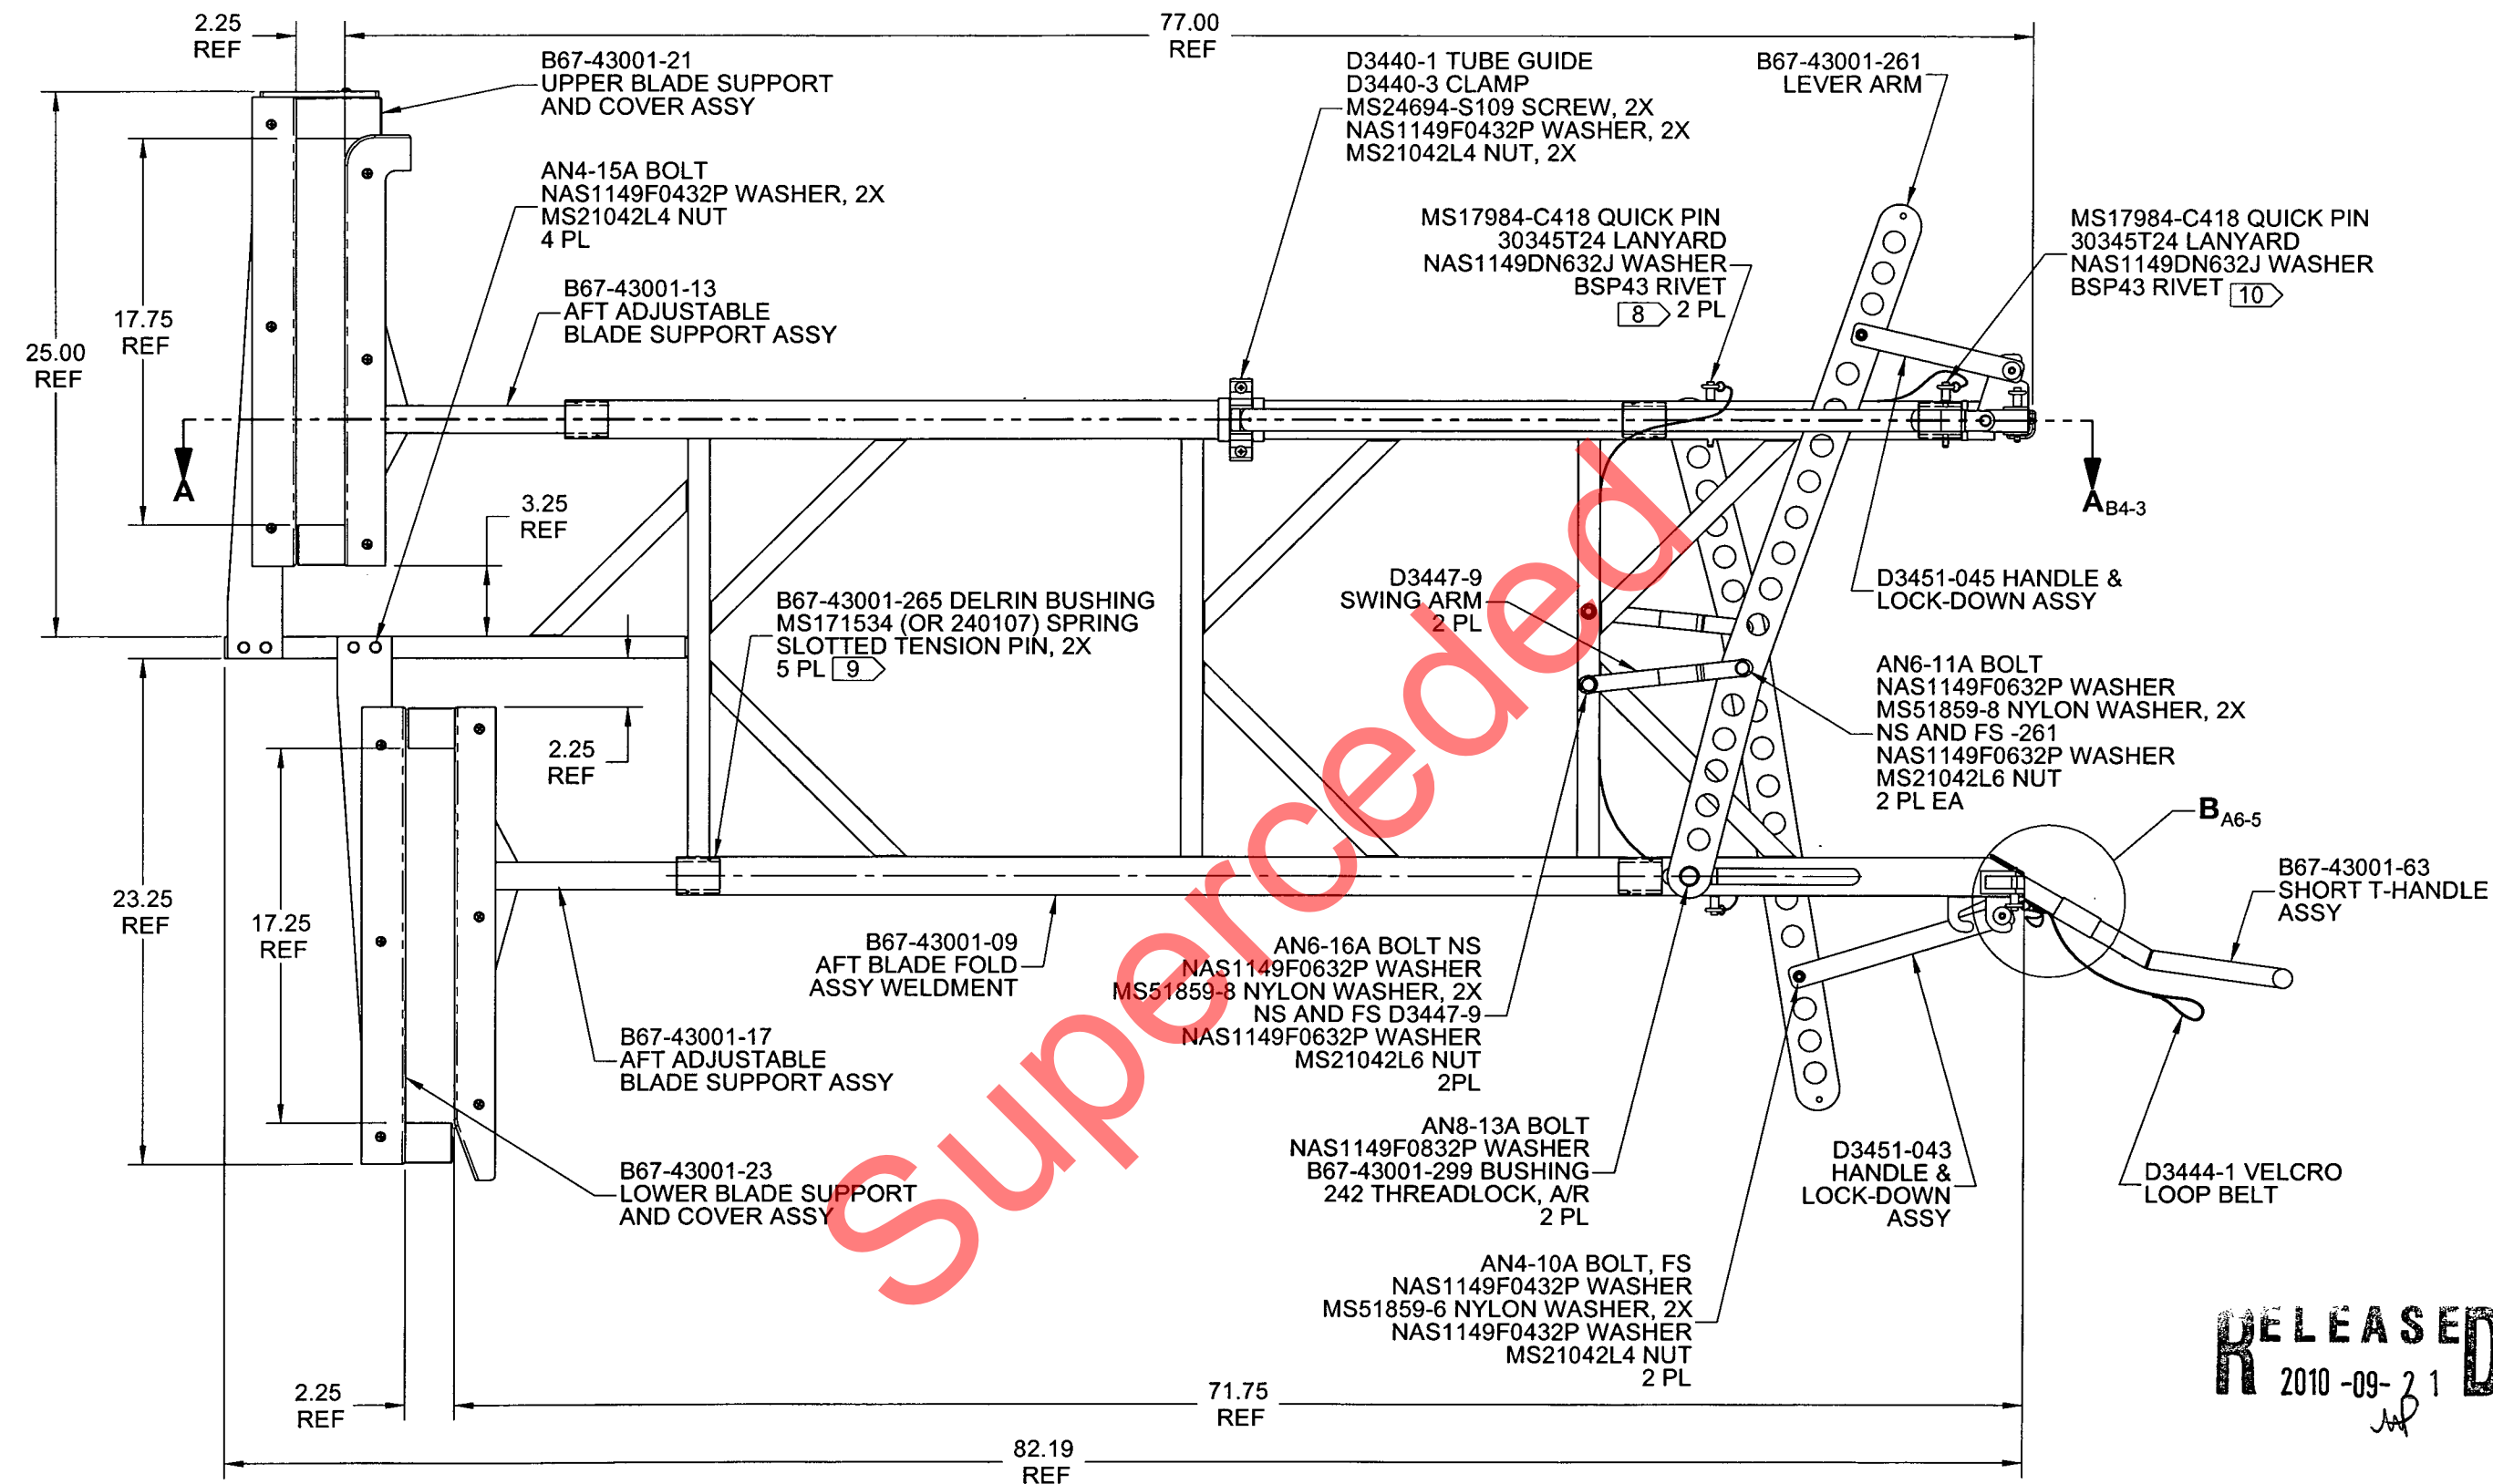 2.25
REF
77.00
REF
B67-43001-21
UPPER BLADE SUPPORT
AND COVER ASSY
D3440-1 TUBE GUIDE
D3440-3 CLAMP
MS24694-S109 SCREW, 2X
NAS1149F0432P WASHER, 2X
MS21042L4 NUT, 2X
B67-43001-261
LEVER ARM
AN4-15A BOLT
NAS1149F0432P WASHER, 2X
MS21042L4 NUT
4 PL
MS17984-C418 QUICK PIN
30345T24 LANYARD
NAS1149DN632J WASHER
BSP43 RIVET
8 2 PL
MS17984-C418 QUICK PIN
30345T24 LANYARD
NAS1149DN632J WASHER
BSP43 RIVET 10
B67-43001-13
AFT ADJUSTABLE
BLADE SUPPORT ASSY
17.75
REF
25.00
REF
A
A B4-3
3.25
REF
B67-43001-265 DELRIN BUSHING
MS171534 (OR 240107) SPRING
SLOTTED TENSION PIN, 2X
5 PL 9
D3447-9
SWING ARM
2 PL
D3451-045 HANDLE &
LOCK-DOWN ASSY
AN6-11A BOLT
NAS1149F0632P WASHER
MS51859-8 NYLON WASHER, 2X
NS AND FS -261
NAS1149F0632P WASHER
MS21042L6 NUT
2 PL EA
2.25
REF
B A6-5
B67-43001-63
SHORT T-HANDLE
ASSY
23.25
REF
17.25
REF
B67-43001-09
AFT BLADE FOLD
ASSY WELDMENT
AN6-16A BOLT NS
NAS1149F0632P WASHER
MS51859-8 NYLON WASHER, 2X
NS AND FS D3447-9
NAS1149F0632P WASHER
MS21042L6 NUT
2PL
B67-43001-17
AFT ADJUSTABLE
BLADE SUPPORT ASSY
B67-43001-23
LOWER BLADE SUPPORT
AND COVER ASSY
AN8-13A BOLT
NAS1149F0832P WASHER
B67-43001-299 BUSHING
242 THREADLOCK, A/R
2 PL
D3451-043
HANDLE &
LOCK-DOWN
ASSY
D3444-1 VELCRO
LOOP BELT
AN4-10A BOLT, FS
NAS1149F0432P WASHER
MS51859-6 NYLON WASHER, 2X
NAS1149F0432P WASHER
MS21042L4 NUT
2 PL
Superceded
RELEASED
2010-09-21
2.25
REF
71.75
REF
82.19
REF